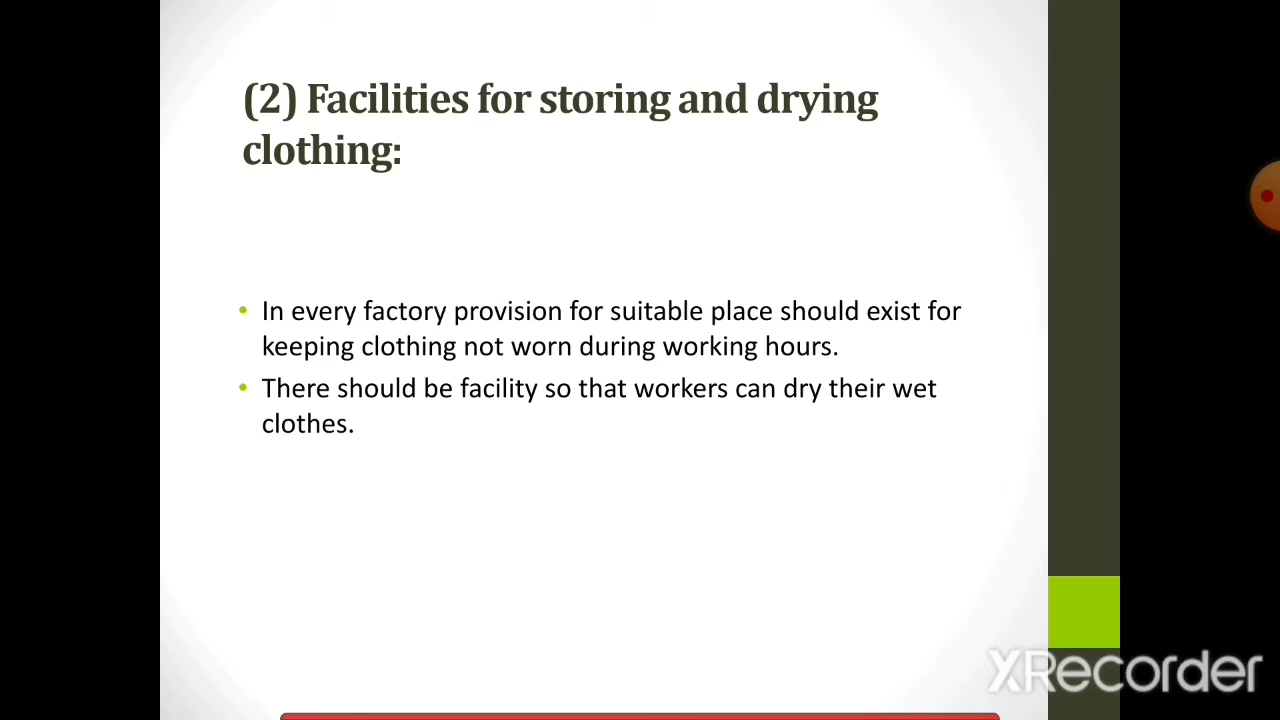 (2) Facilities for storing and drying
clothing:
• In every factory provision for suitable place should exist for
keeping clothing not worn during working hours.
• There should be facility so that workers can dry their wet
clothes.
XRecorder